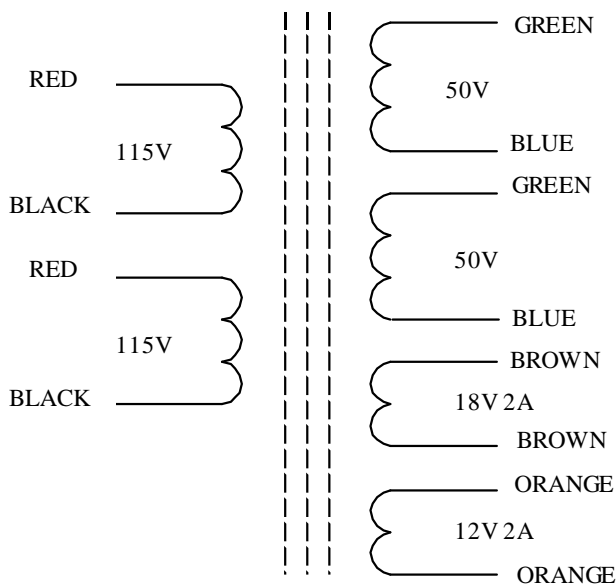 RED
115V
BLACK
RED
115V
BLACK
GREEN
50V
BLUE
GREEN
50V
BLUE
BROWN
18V 2A
BROWN
ORANGE
12V 2A
ORANGE